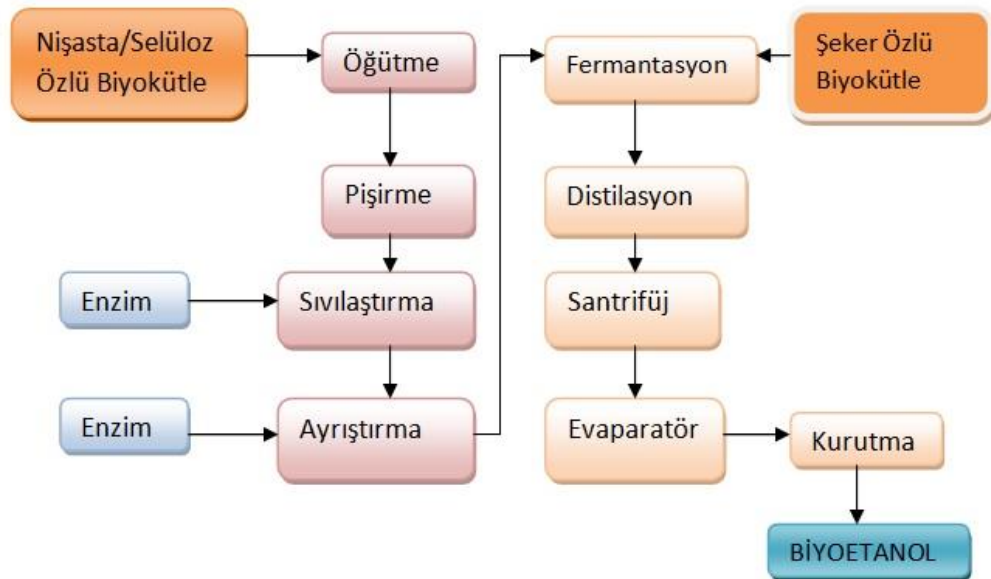 Nişasta/Selüloz
Özlü Biyokütle
Öğütme
Pişirme
Enzim
Sıvılaştırma
Enzim
Ayrıştırma
Fermantasyon
Şeker Özlü
Biyokütle
Distilasyon
Santrifüj
Evaparatör
Kurutma
BİYOETANOL